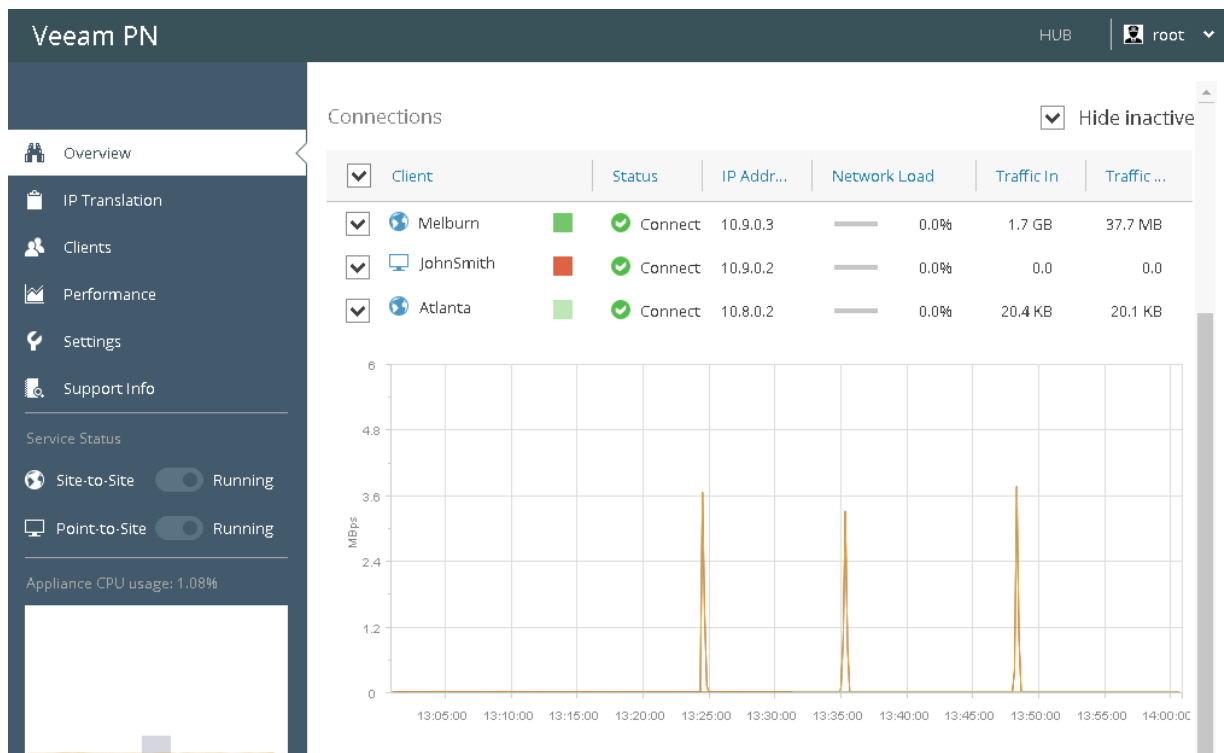 Veeam PN
HUB
root
Overview
IP Translation
Clients
Performance
Settings
Support Info
Service Status
Site-to-Site Running
Point-to-Site Running
Appliance CPU usage: 1.08%
Connections
Hide inactive
Client Status IP Addr... Network Load Traffic In Traffic ...
Melburn Connect 10.9.0.3 0.0% 1.7 GB 37.7 MB
JohnSmith Connect 10.9.0.2 0.0% 0.0 0.0
Atlanta Connect 10.8.0.2 0.0% 20.4 KB 20.1 KB
6
4.8
3.6
2.4
1.2
0
MBps
13:05:00 13:10:00 13:15:00 13:20:00 13:25:00 13:30:00 13:35:00 13:40:00 13:45:00 13:50:00 13:55:00 14:00:00